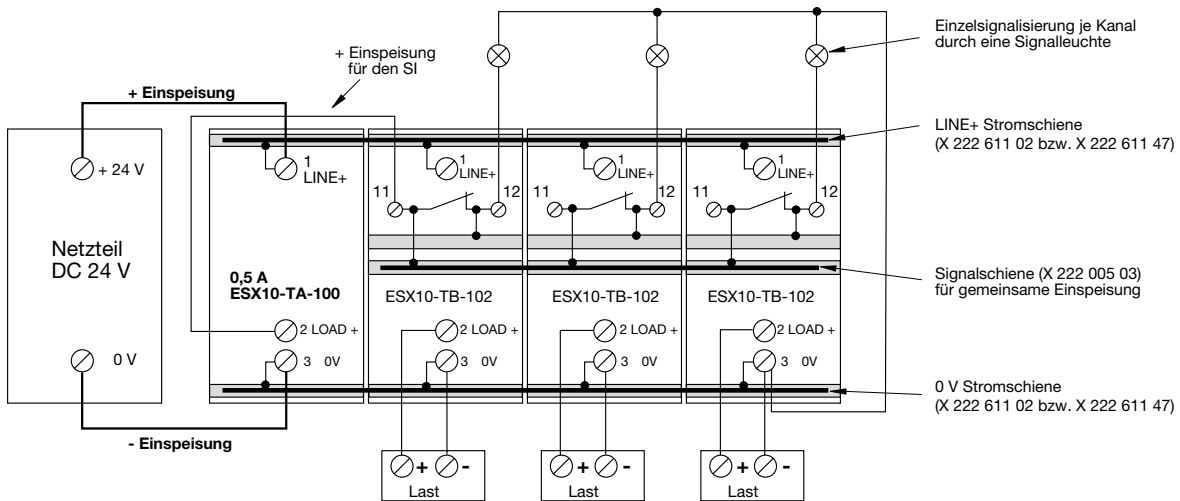 Einzelsignalisierung je Kanal
durch eine Signalleuchte
+ Einspeisung
für den SI
+ Einspeisung
LINE+ Stromschiene
(X 222 611 02 bzw. X 222 611 47)
+ 24 V
1
LINE+
1
LINE+
1
LINE+
1
LINE+
11
12
11
12
11
12
Netzteil
DC 24 V
0,5 A
ESX10-TA-100
Signalschiene (X 222 005 03)
für gemeinsame Einspeisung
ESX10-TB-102
ESX10-TB-102
ESX10-TB-102
2 LOAD +
2 LOAD +
2 LOAD +
2 LOAD +
0 V
3 0V
3 0V
3 0V
3 0V
0 V Stromschiene
(X 222 611 02 bzw. X 222 611 47)
- Einspeisung
+ -
Last
+ -
Last
+ -
Last